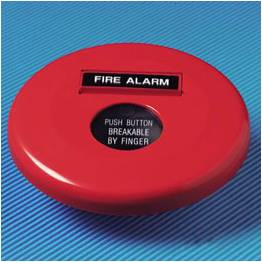 FIRE ALARM
PUSH BUTTON
BREAKABLE
BY FINGER